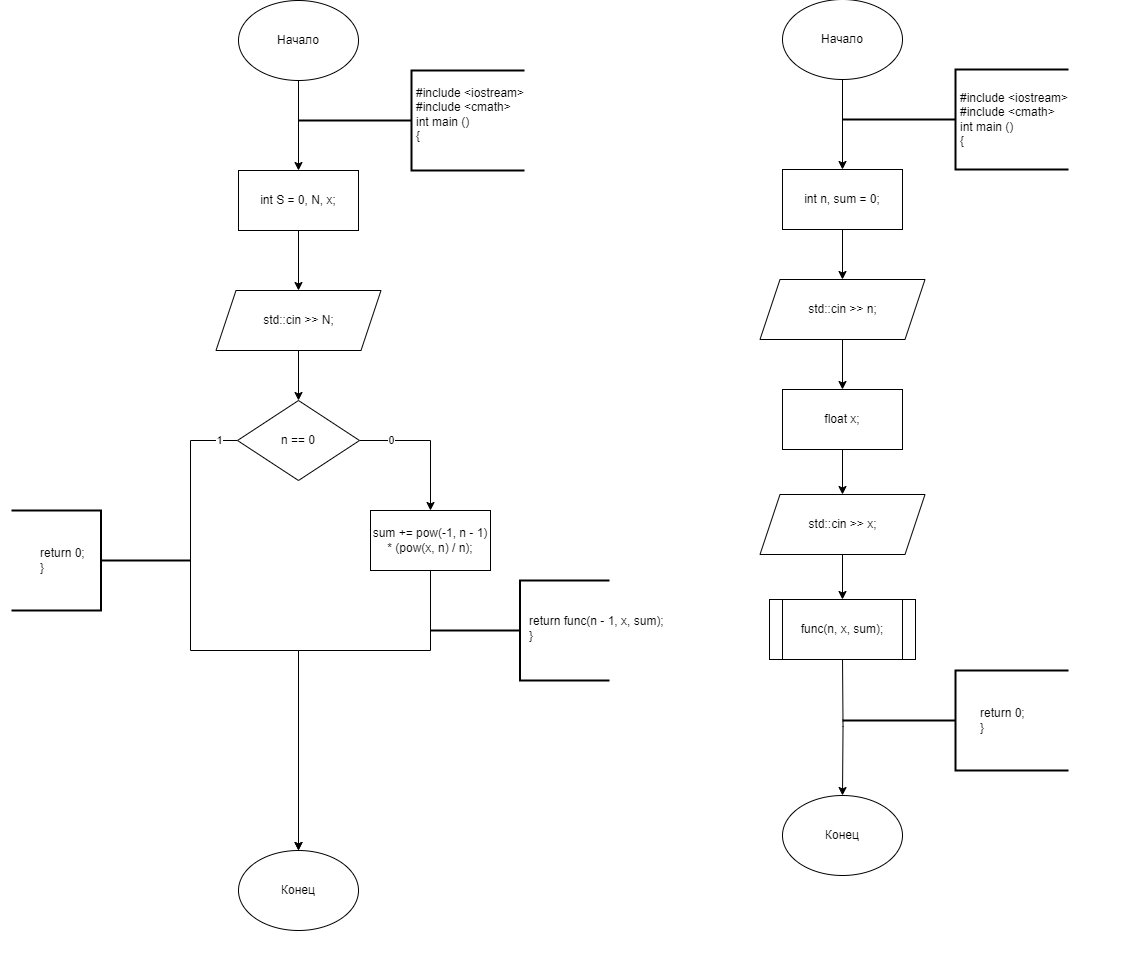 Начало
#include <iostream>
#include <cmath>
int main ()
{
int S = 0, N, x;
std::cin >> N;
n == 0
1
0
sum += pow(-1, n - 1)
* (pow(x, n) / n);
return 0;
}
return func(n - 1, x, sum);
}
Конец
Начало
#include <iostream>
#include <cmath>
int main ()
{
int n, sum = 0;
std::cin >> n;
float x;
std::cin >> x;
func(n, x, sum);
return 0;
}
Конец